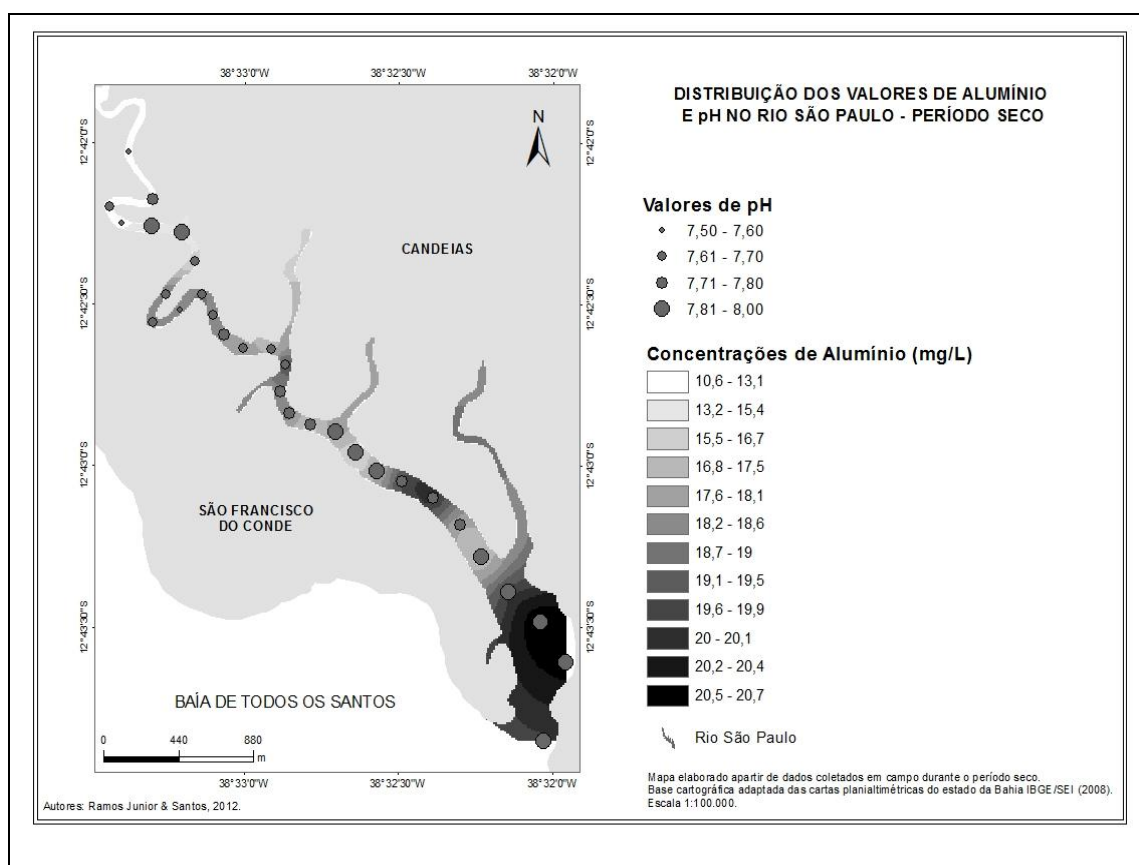 38°33'0"W
38°32'30"W
38°32'0"W
DISTRIBUIÇÃO DOS VALORES DE ALUMÍNIO
E pH NO RIO SÃO PAULO - PERÍODO SECO
N
12°42'0"S
12°42'0"S
Valores de pH
7,50 - 7,60
7,61 - 7,70
7,71 - 7,80
7,81 - 8,00
CANDEIAS
12°42'30"S
12°42'30"S
Concentrações de Alumínio (mg/L)
10,6 - 13,1
13,2 - 15,4
15,5 - 16,7
16,8 - 17,5
17,6 - 18,1
18,2 - 18,6
18,7 - 19
19,1 - 19,5
19,6 - 19,9
20 - 20,1
20,2 - 20,4
20,5 - 20,7
12°43'0"S
12°43'0"S
SÃO FRANCISCO
DO CONDE
12°43'30"S
12°43'30"S
BAÍA DE TODOS OS SANTOS
Rio São Paulo
0 440 880
m
38°33'0"W
38°32'30"W
38°32'0"W
Mapa elaborado apartir de dados coletados em campo durante o período seco.
Base cartográfica adaptada das cartas planialtimétricas do estado da Bahia IBGE/SEI (2008).
Escala 1:100.000.
Autores: Ramos Junior & Santos, 2012.